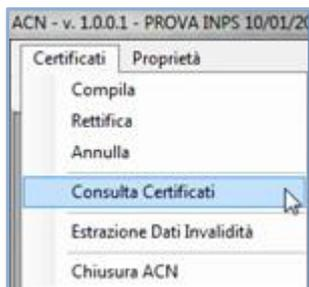 ACN - v. 1.0.0.1 - PROVA INPS 10/01/20
Certificati Proprietà
Compila
Rettifica
Annulla
Consulta Certificati
Estrazione Dati Invalidità
Chiusura ACN